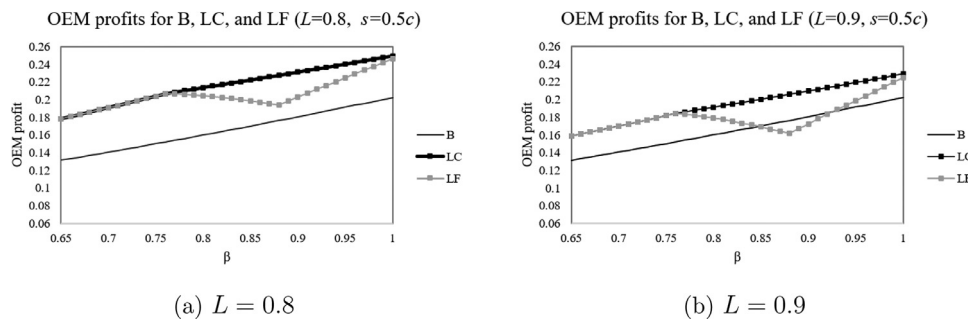 OEM profits for B, LC, and LF (L=0.8, s=0.5c)
0.26
0.24
0.22
0.2
0.18
0.16
0.14
0.12
0.1
0.08
0.06
OEM profit
0.65 0.7 0.75 0.8 0.85 0.9 0.95 1
β
B
LC
LF
(a) L = 0.8
OEM profits for B, LC, and LF (L=0.9, s=0.5c)
0.26
0.24
0.22
0.2
0.18
0.16
0.14
0.12
0.1
0.08
0.06
OEM profit
0.65 0.7 0.75 0.8 0.85 0.9 0.95 1
β
B
LC
LF
(b) L = 0.9